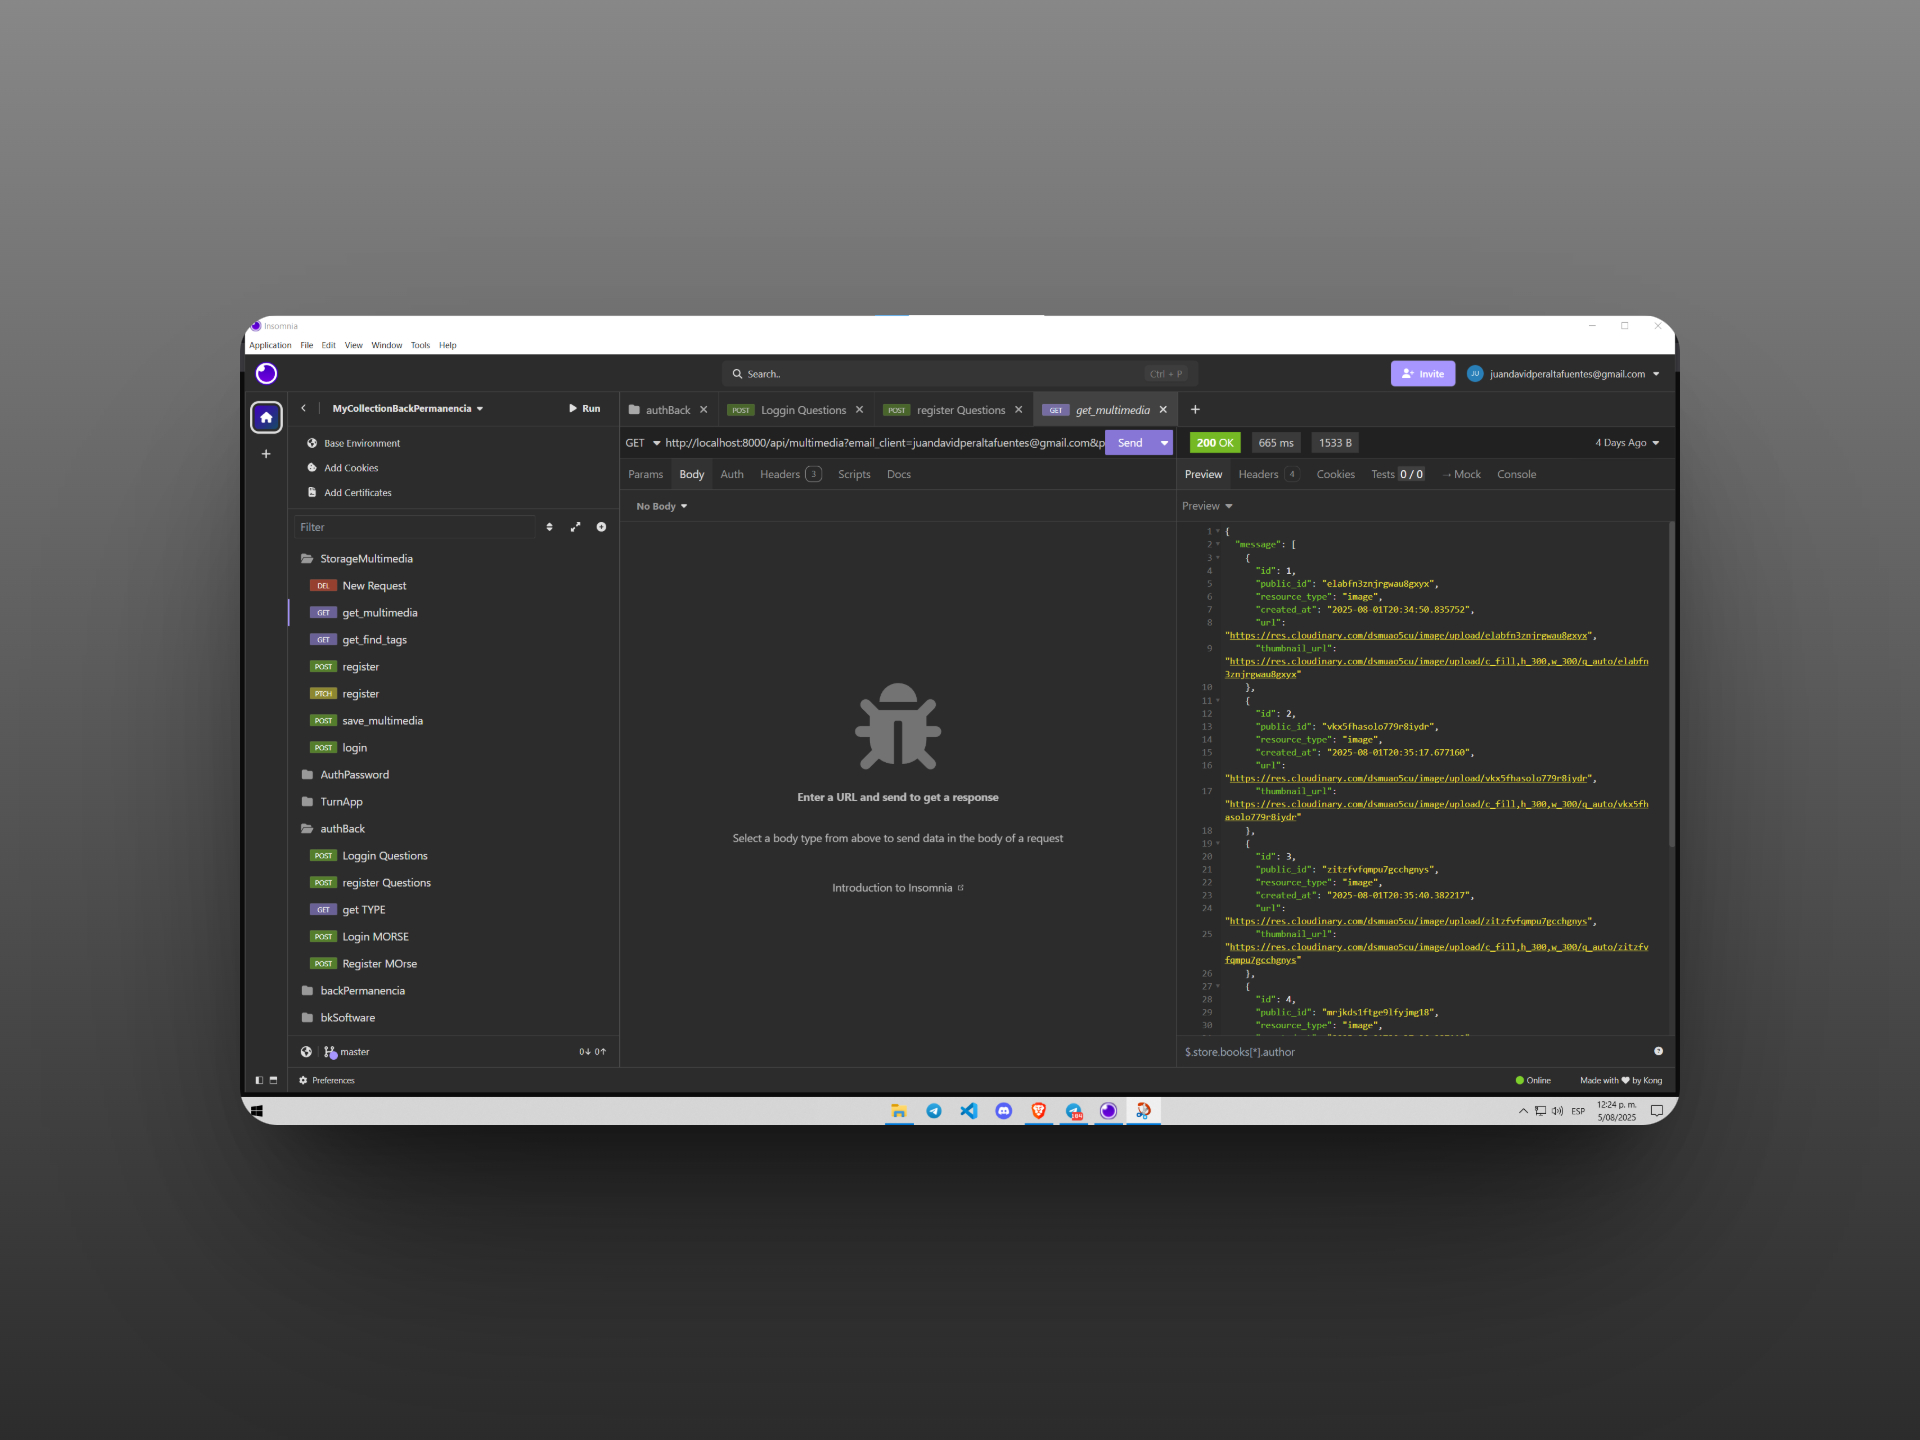 Insomnia
Application File Edit View Window Tools Help
Search.. Ctrl + P
Invite JU juandavidperaltafuentes@gmail.com
MyCollectionBackPermanencia Run
Base Environment
Add Cookies
Add Certificates
Filter
StorageMultimedia
DEL New Request
GET get_multimedia
GET get_find_tags
POST register
PTCH register
POST save_multimedia
POST login
AuthPassword
TurnApp
authBack
POST Loggin Questions
POST register Questions
GET get TYPE
POST Login MORSE
POST Register MOrse
backPermanencia
bkSoftware
master 0 0
Preferences
authBack POST Loggin Questions POST register Questions GET get_multimedia
GET http://localhost:8000/api/multimedia?email_client=juandavidperaltafuentes@gmail.com&p Send
Params Body Auth Headers 3 Scripts Docs
No Body
Enter a URL and send to get a response
Select a body type from above to send data in the body of a request
Introduction to Insomnia
200 OK 665 ms 1533 B 4 Days Ago
Preview Headers 4 Cookies Tests 0 / 0 → Mock Console
Preview
1 {
2 "message": [
3 {
4 "id": 1,
5 "public_id": "elabfn3znjrgwau8gxyx",
6 "resource_type": "image",
7 "created_at": "2025-08-01T20:34:50.835752",
8 "url":
"https://res.cloudinary.com/dsmuao5cu/image/upload/elabfn3znjrgwau8gxyx",
9 "thumbnail_url":
"https://res.cloudinary.com/dsmuao5cu/image/upload/c_fill,h_300,w_300/q_auto/elabfn
3znjrgwau8gxyx"
10 },
11 {
12 "id": 2,
13 "public_id": "vkx5fhasolo779r8iydr",
14 "resource_type": "image",
15 "created_at": "2025-08-01T20:35:17.677160",
16 "url":
"https://res.cloudinary.com/dsmuao5cu/image/upload/vkx5fhasolo779r8iydr",
17 "thumbnail_url":
"https://res.cloudinary.com/dsmuao5cu/image/upload/c_fill,h_300,w_300/q_auto/vkx5fh
asolo779r8iydr"
18 },
19 {
20 "id": 3,
21 "public_id": "zitzfvfqmpu7gcchgnys",
22 "resource_type": "image",
23 "created_at": "2025-08-01T20:35:40.382217",
24 "url":
"https://res.cloudinary.com/dsmuao5cu/image/upload/zitzfvfqmpu7gcchgnys",
25 "thumbnail_url":
"https://res.cloudinary.com/dsmuao5cu/image/upload/c_fill,h_300,w_300/q_auto/zitzfv
fqmpu7gcchgnys"
26 },
27 {
28 "id": 4,
29 "public_id": "mrjkds1ftge9lfyjmg18",
30 "resource_type": "image",
$.store.books[*].author
Online Made with by Kong
ESP 12:24 p. m.
5/08/2025